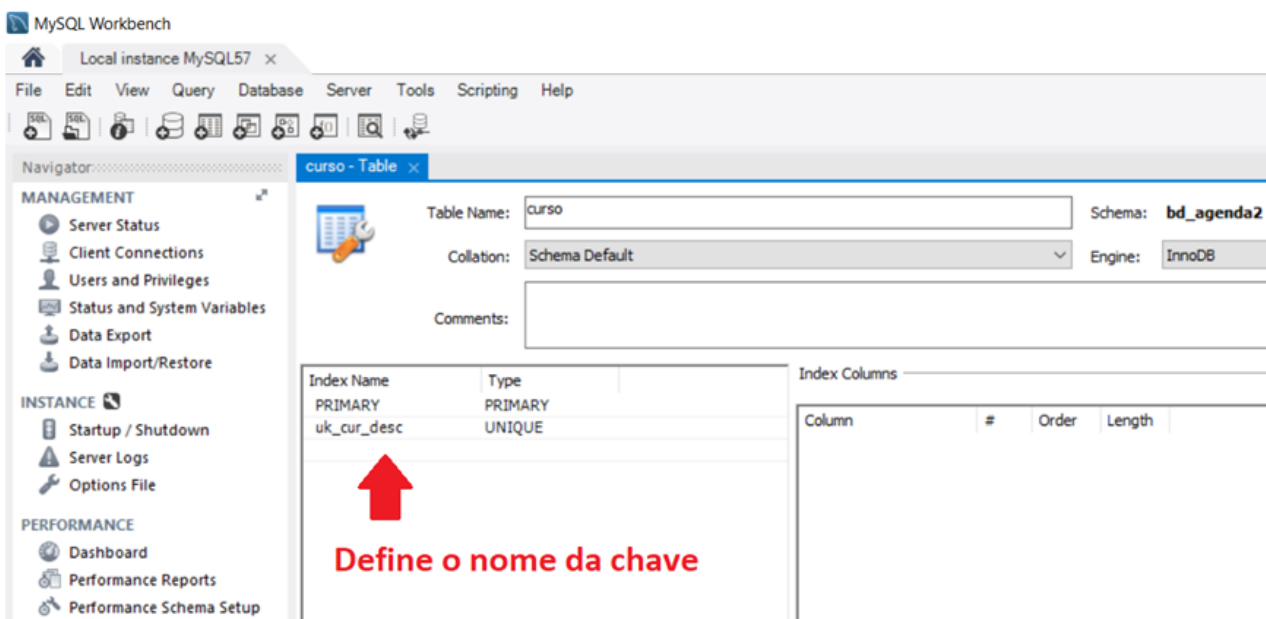 MySQL Workbench
Local instance MySQL57 ×
File Edit View Query Database Server Tools Scripting Help
Navigator
curso - Table ×
MANAGEMENT
Server Status
Client Connections
Users and Privileges
Status and System Variables
Data Export
Data Import/Restore
INSTANCE
Startup / Shutdown
Server Logs
Options File
PERFORMANCE
Dashboard
Performance Reports
Performance Schema Setup
Table Name: curso Schema: bd_agenda2
Collation: Schema Default Engine: InnoDB
Comments:
Index Name Type
PRIMARY PRIMARY
uk_cur_desc UNIQUE
Define o nome da chave
Index Columns
Column # Order Length